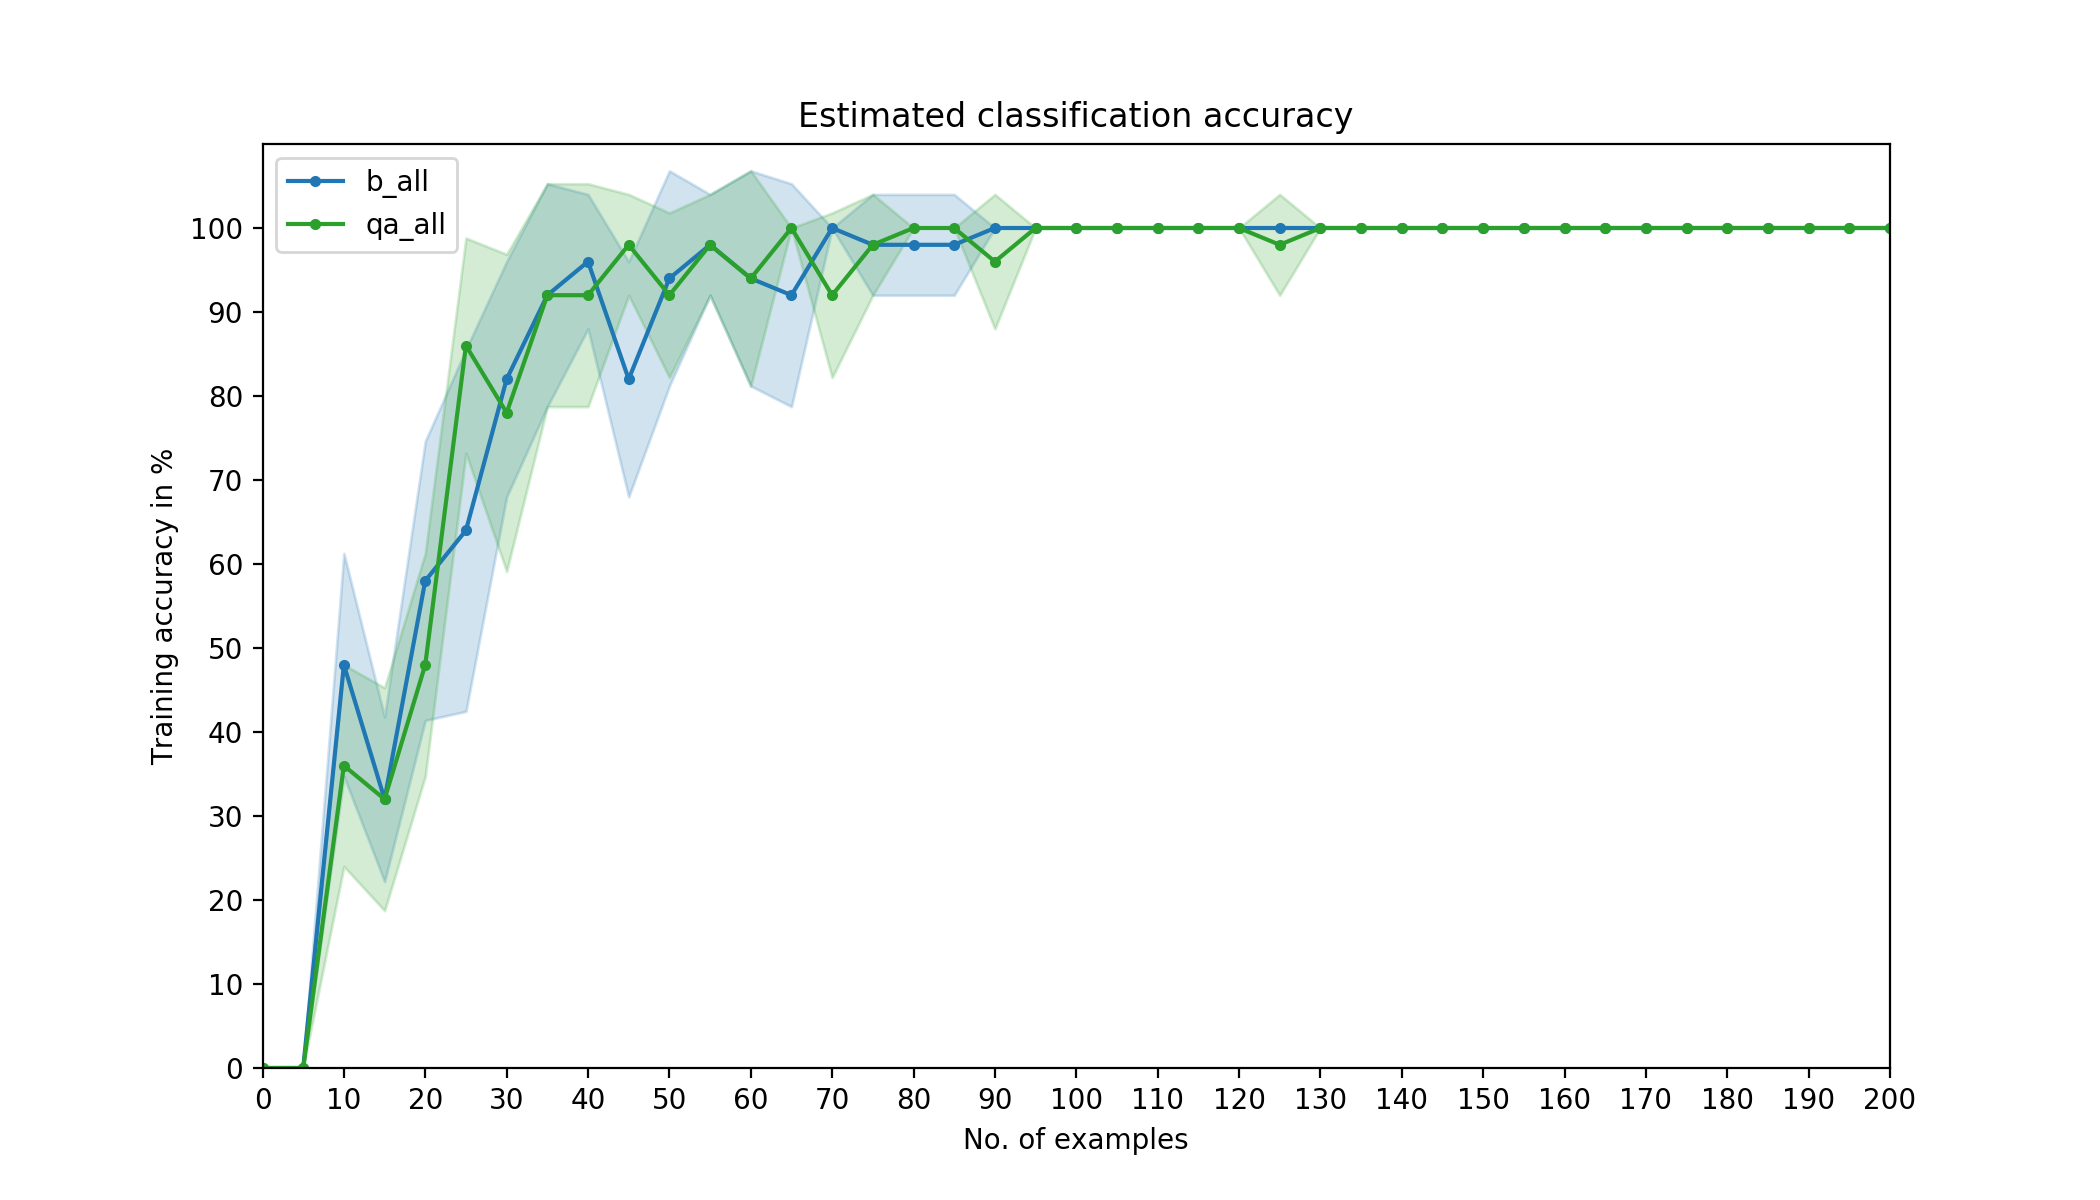 Estimated classification accuracy
b_all
qa_all
100
90
80
70
60
50
40
30
20
10
0
Training accuracy in %
0 10 20 30 40 50 60 70 80 90 100 110 120 130 140 150 160 170 180 190 200
No. of examples